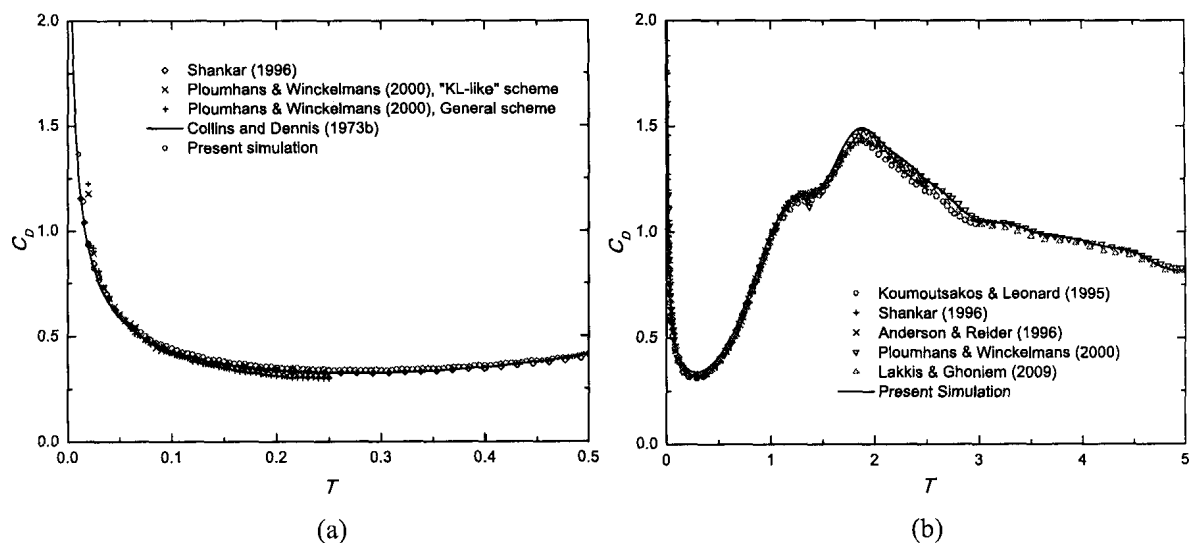 2.0
1.5
1.0
0.5
0.0
C_D
Shankar (1996)
Ploumhans & Winckelmans (2000), "KL-like" scheme
Ploumhans & Winckelmans (2000), General scheme
Collins and Dennis (1973b)
Present simulation
0.0 0.1 0.2 0.3 0.4 0.5
T
(a)
2.0
1.5
1.0
0.5
0.0
C_D
Koumoutsakos & Leonard (1995)
Shankar (1996)
Anderson & Reider (1996)
Ploumhans & Winckelmans (2000)
Lakkis & Ghoniem (2009)
Present Simulation
0 1 2 3 4 5
T
(b)